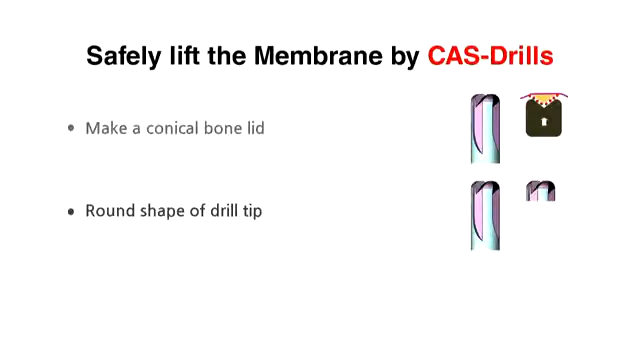 Safely lift the Membrane by CAS-Drills
• Make a conical bone lid
• Round shape of drill tip